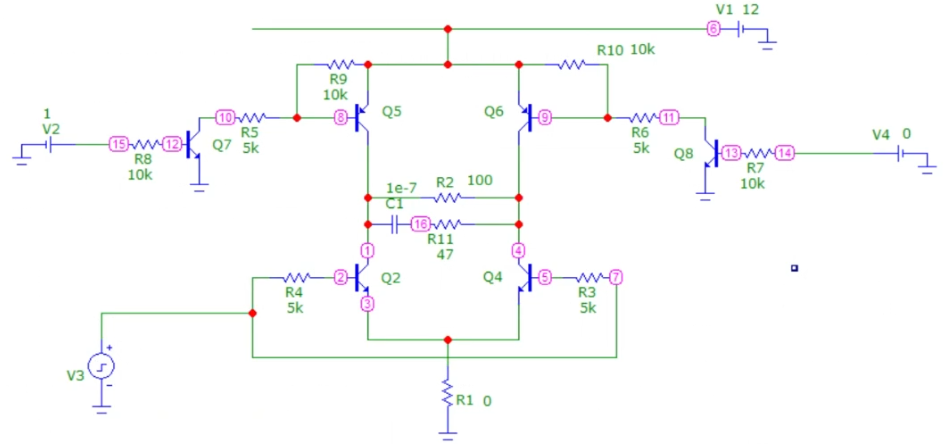 V1 12
6
R10 10k
R9
10k
Q5
Q6
1
V2
10
R5
5k
8
9
R6
5k
11
15
R8
10k
12
Q7
Q8
13
R7
10k
14
V4 0
1e-7
C1
R2 100
16
R11
47
1
4
2
Q2
Q4
5
R4
5k
3
R3
5k
7
V3
+
-
R1 0